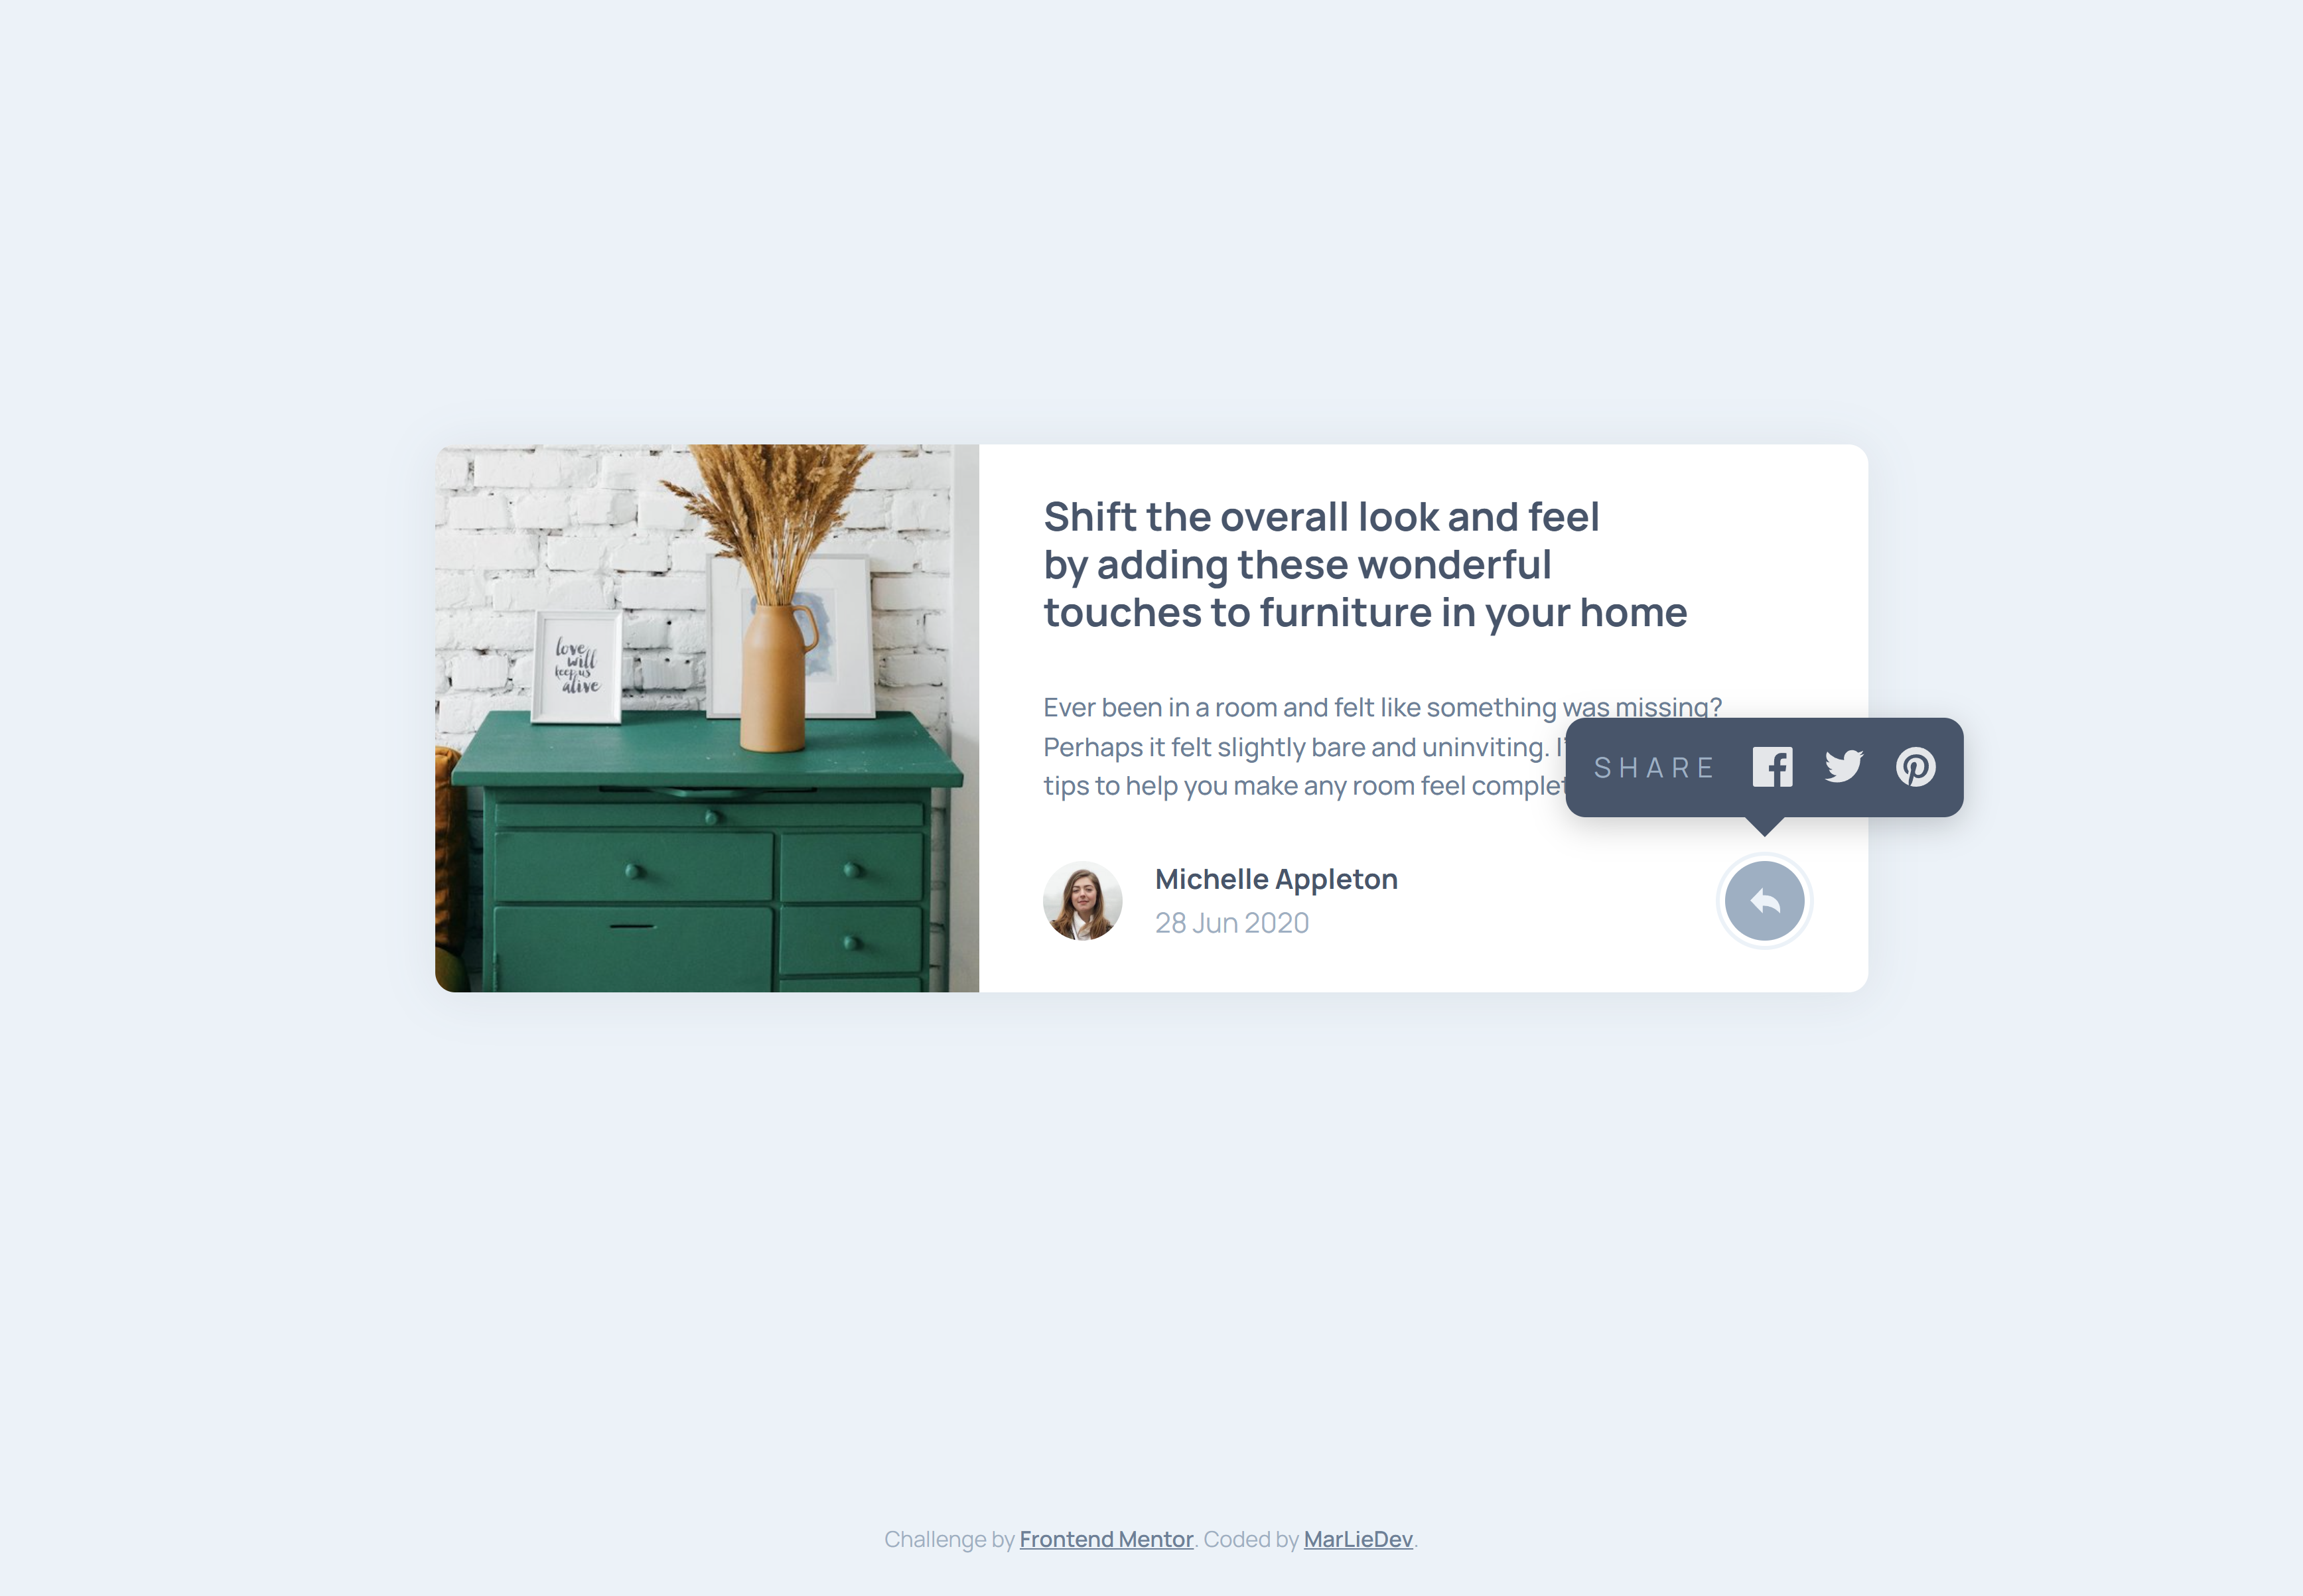 love
will
keep us
alive
Shift the overall look and feel
by adding these wonderful
touches to furniture in your home
Ever been in a room and felt like something was missing?
Perhaps it felt slightly bare and uninviting.
tips to help you make any room feel
SHARE
Michelle Appleton
28 Jun 2020
Challenge by Frontend Mentor. Coded by MarLieDev.